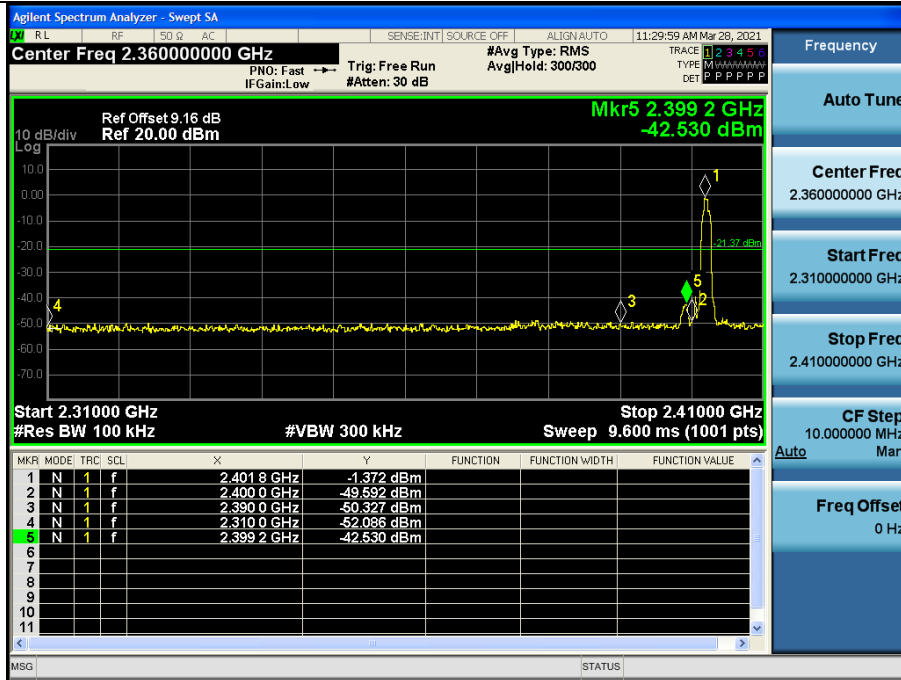 Agilent Spectrum Analyzer - Swept SA
LXI RL RF 50 Ω AC SENSE:INT SOURCE OFF ALIGN AUTO 11:29:59 AM Mar 28, 2021
Center Freq 2.360000000 GHz
PNO: Fast
IFGain:Low
Trig: Free Run
#Atten: 30 dB
#Avg Type: RMS
Avg|Hold: 300/300
TRACE 1 2 3 4 5 6
TYPE M W W W W W
DET P P P P P P
Frequency
Auto Tune
Center Freq
2.360000000 GHz
Start Freq
2.310000000 GHz
Stop Freq
2.410000000 GHz
CF Step
10.000000 MHz
Auto Man
Freq Offset
0 Hz
Mkr5 2.399 2 GHz
-42.530 dBm
Ref Offset 9.16 dB
10 dB/div Ref 20.00 dBm
Log
10.0
0.00
-10.0
-20.0
-30.0
-40.0
-50.0
-60.0
-70.0
1
-21.37 dBm
5
4
3
2
Start 2.31000 GHz Stop 2.41000 GHz
#Res BW 100 kHz #VBW 300 kHz Sweep 9.600 ms (1001 pts)
MKR MODE TRC SCL X Y FUNCTION FUNCTION WIDTH FUNCTION VALUE
1 N 1 f 2.401 8 GHz -1.372 dBm
2 N 1 f 2.400 0 GHz -49.592 dBm
3 N 1 f 2.390 0 GHz -50.327 dBm
4 N 1 f 2.310 0 GHz -52.086 dBm
5 N 1 f 2.399 2 GHz -42.530 dBm
6
7
8
9
10
11
MSG STATUS